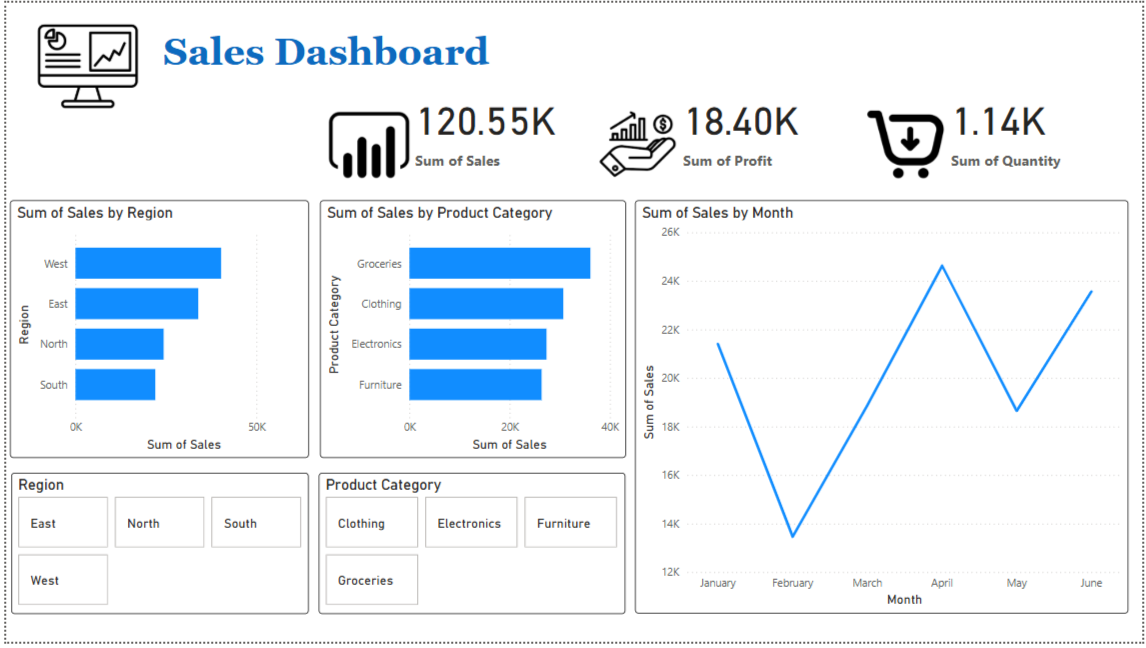 Sales Dashboard
120.55K
Sum of Sales
18.40K
Sum of Profit
1.14K
Sum of Quantity
Sum of Sales by Region
Region
West
East
North
South
0K 50K
Sum of Sales
Sum of Sales by Product Category
Product Category
Groceries
Clothing
Electronics
Furniture
0K 20K 40K
Sum of Sales
Sum of Sales by Month
Sum of Sales
26K
24K
22K
20K
18K
16K
14K
12K
January February March April May June
Month
Region
East North South
West
Product Category
Clothing Electronics Furniture
Groceries